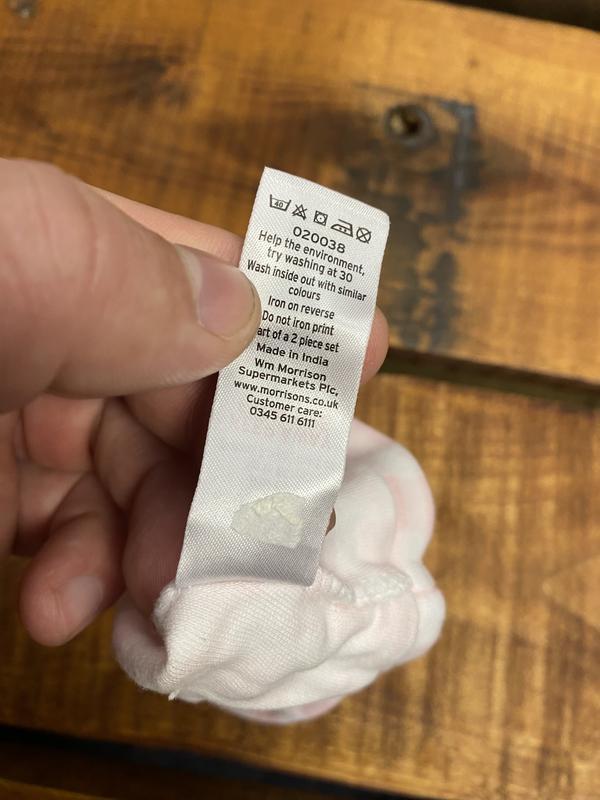 40
020038
Help the environment,
try washing at 30
Wash inside out with similar
colours
Iron on reverse
Do not iron print
art of a 2 piece set
Made in India
Wm Morrison
Supermarkets Plc,
www.morrisons.co.uk
Customer care:
0345 611 6111